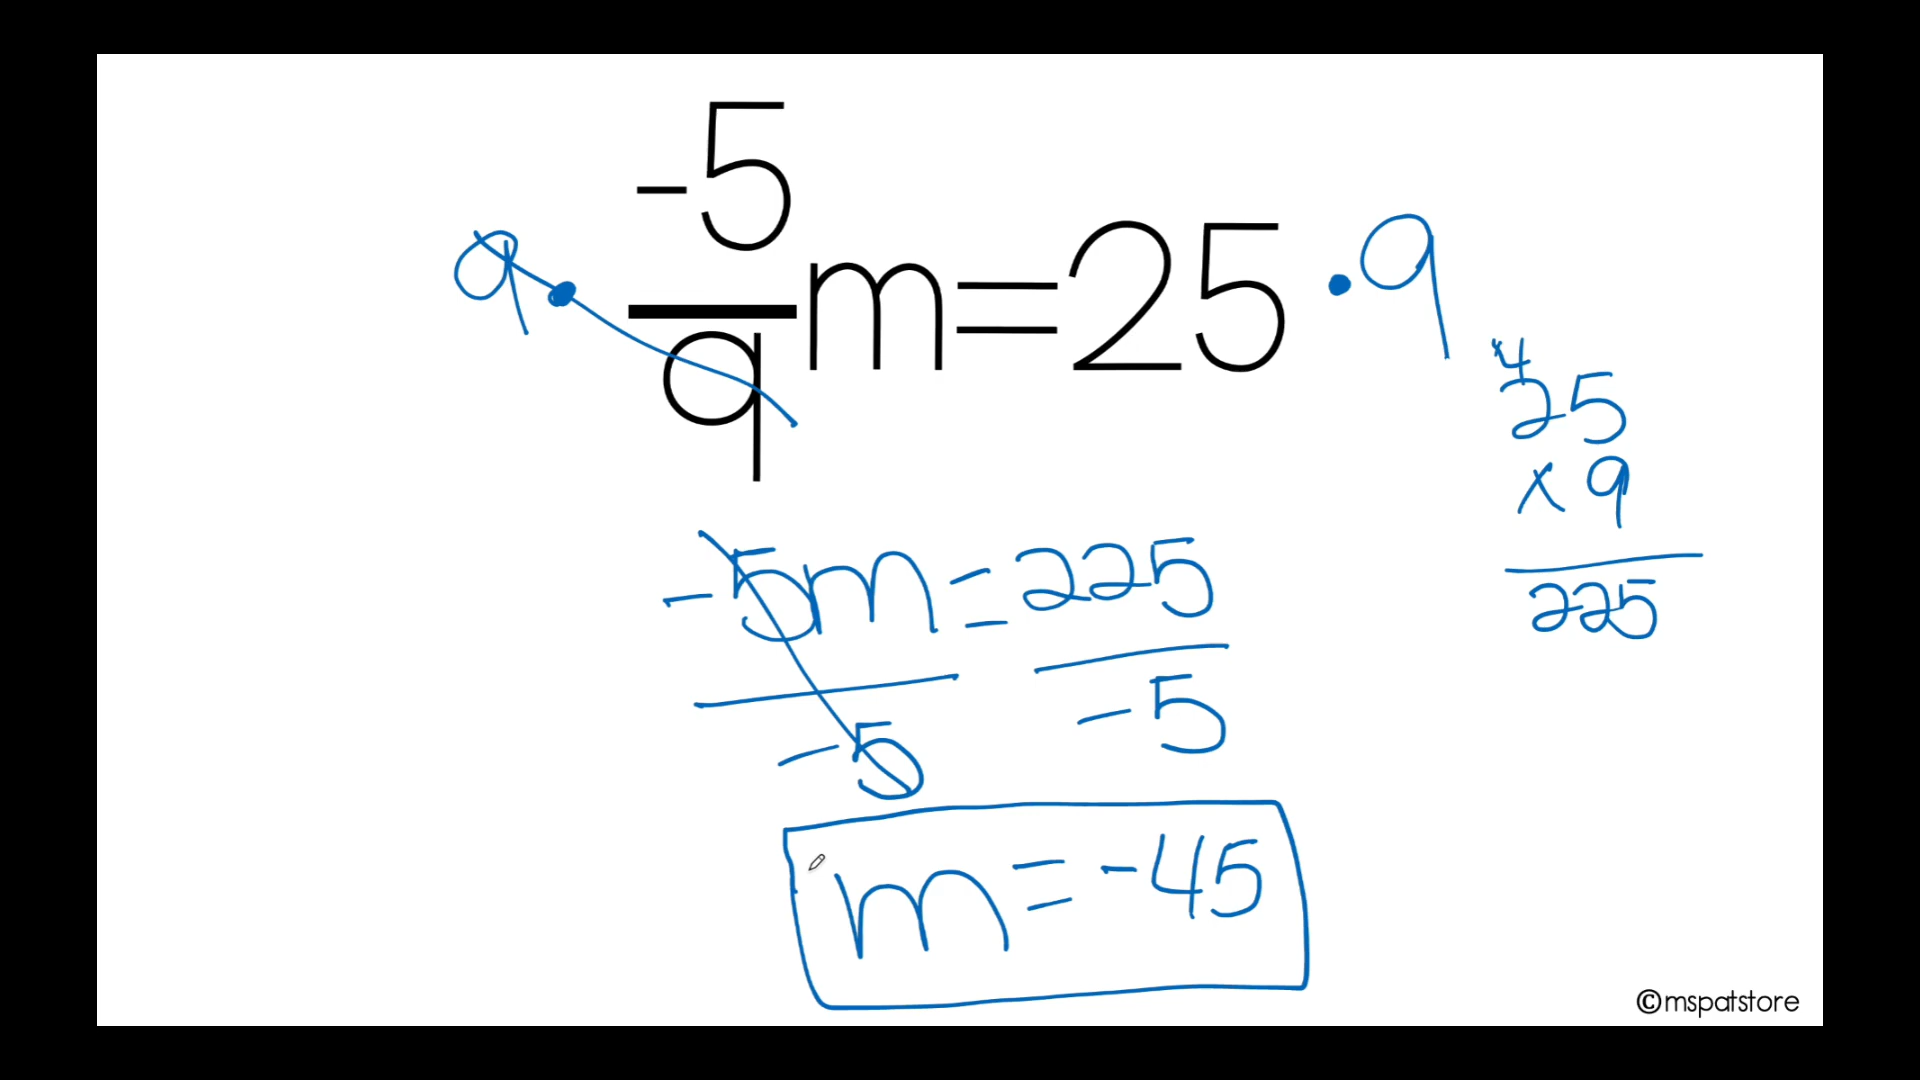 9 • -5/9 m=25 • 9
4
25
x 9
225
-5m = 225
-5 -5
m = -45
©mspatstore